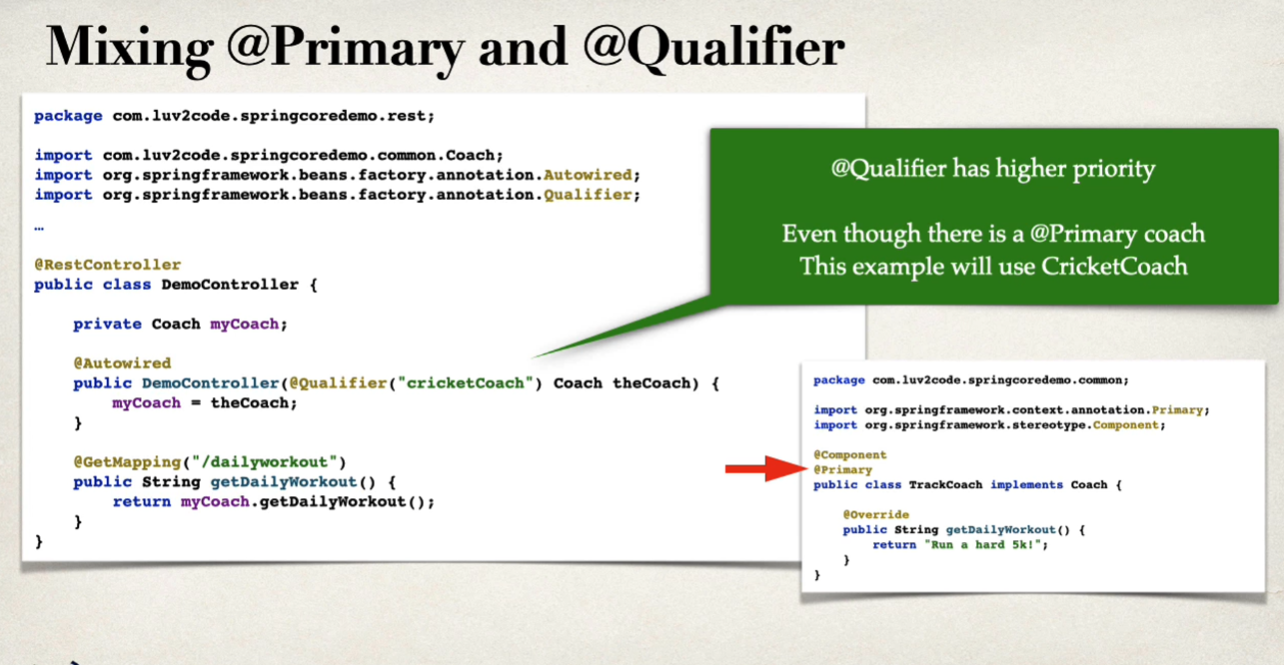 Mixing @Primary and @Qualifier
package com.luv2code.springcoredemo.rest;
import com.luv2code.springcoredemo.common.Coach;
import org.springframework.beans.factory.annotation.Autowired;
import org.springframework.beans.factory.annotation.Qualifier;
…
@RestController
public class DemoController {
    private Coach myCoach;
    @Autowired
    public DemoController(@Qualifier("cricketCoach") Coach theCoach) {
        myCoach = theCoach;
    }
    @GetMapping("/dailyworkout")
    public String getDailyWorkout() {
        return myCoach.getDailyWorkout();
    }
}
@Qualifier has higher priority
Even though there is a @Primary coach
This example will use CricketCoach
package com.luv2code.springcoredemo.common;
import org.springframework.context.annotation.Primary;
import org.springframework.stereotype.Component;
@Component
@Primary
public class TrackCoach implements Coach {
    @Override
    public String getDailyWorkout() {
        return "Run a hard 5k!";
    }
}